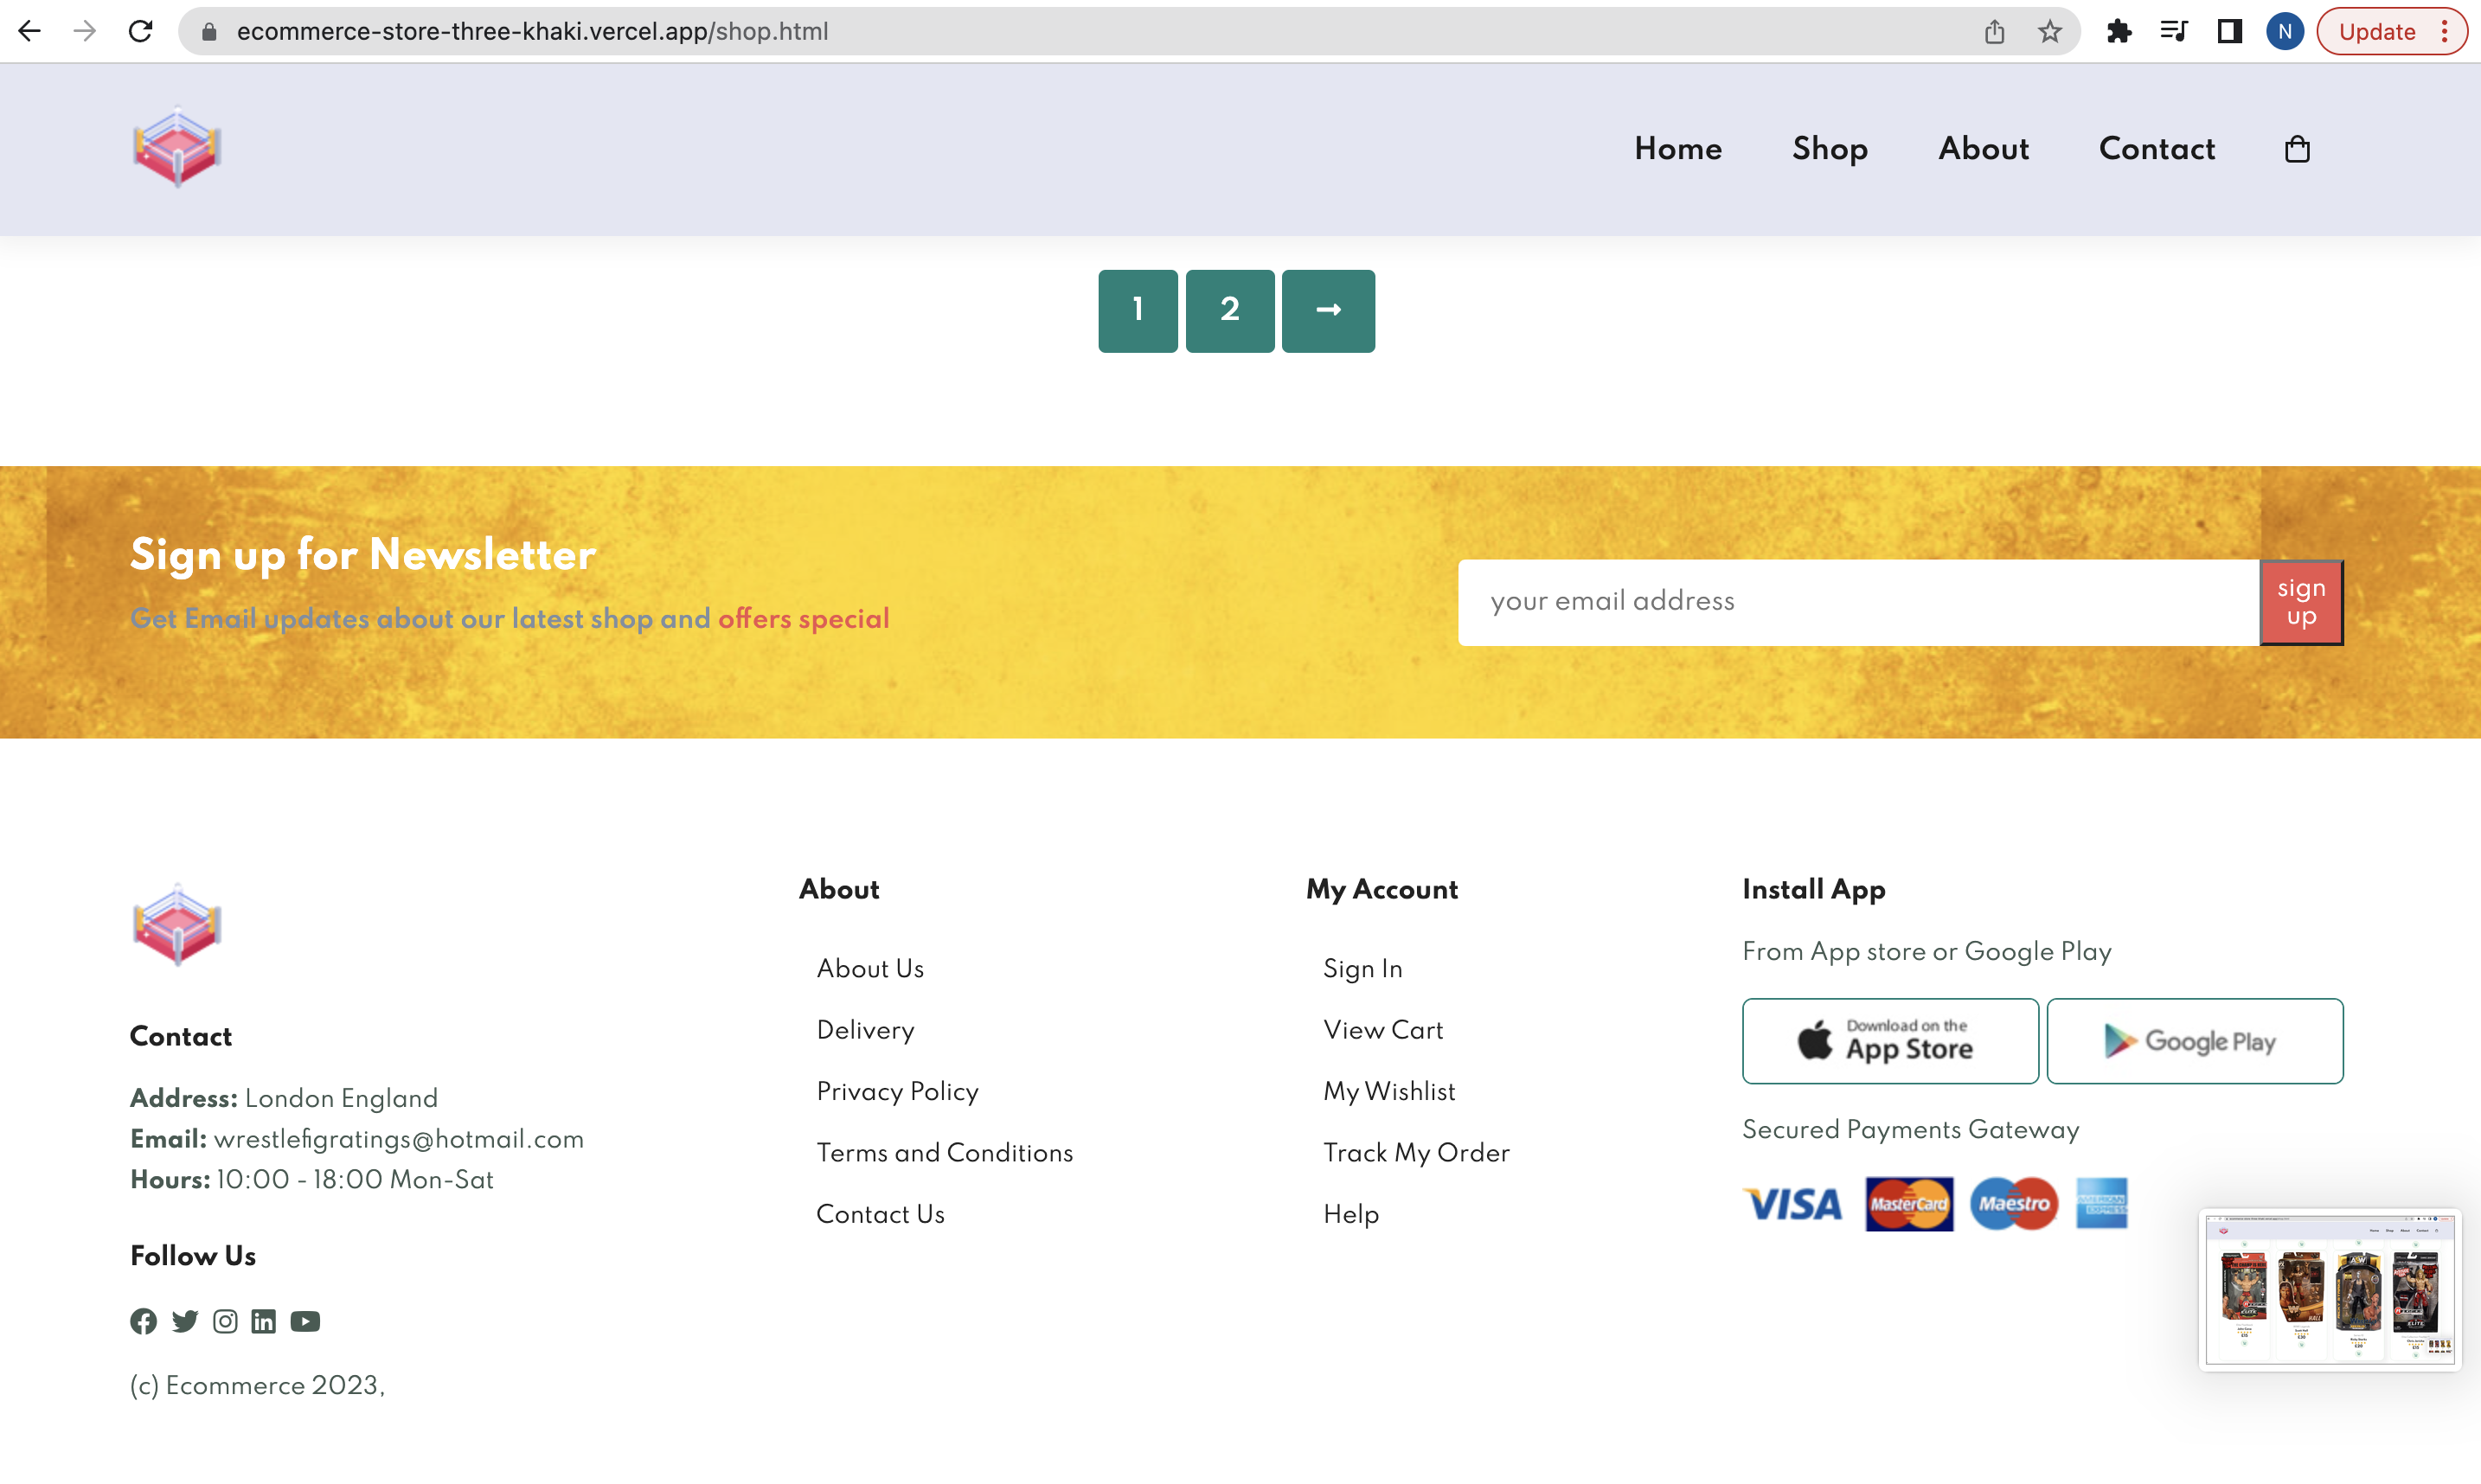 ecommerce-store-three-khaki.vercel.app/shop.html
N
Update
Home
Shop
About
Contact
1
2
→
Sign up for Newsletter
Get Email updates about our latest shop and offers special
your email address
sign
up
About
My Account
Install App
About Us
Delivery
Privacy Policy
Terms and Conditions
Contact Us
Sign In
View Cart
My Wishlist
Track My Order
Help
From App store or Google Play
Download on the
App Store
Google Play
Secured Payments Gateway
VISA
MasterCard
Maestro
AMERICAN
EXPRESS
Contact
Address: London England
Email: wrestlefigratings@hotmail.com
Hours: 10:00 - 18:00 Mon-Sat
Follow Us
(c) Ecommerce 2023,